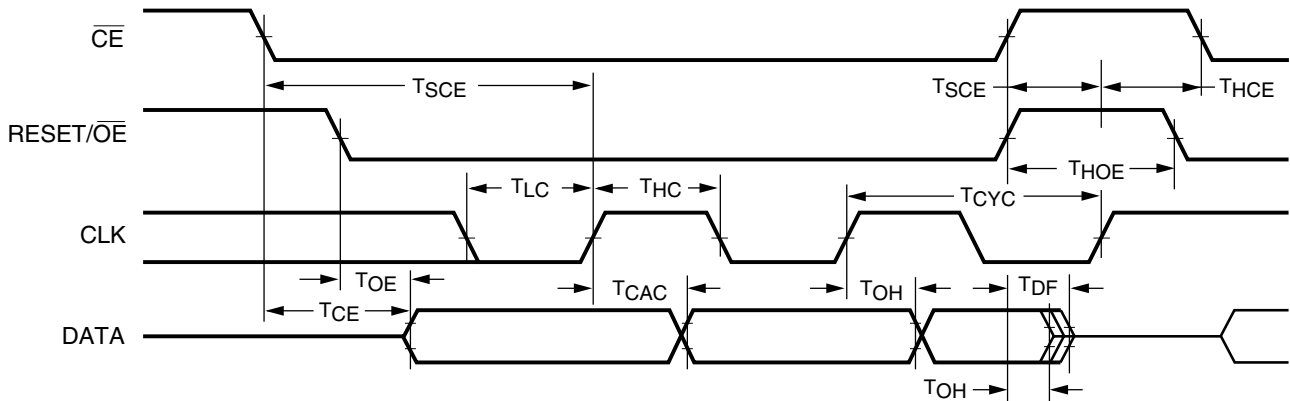 CE
TSCE
TSCE
THCE
RESET/OE
TLC
THC
TCYC
THOE
CLK
TOE
TCE
TCAC
TOH
TDF
DATA
TOH